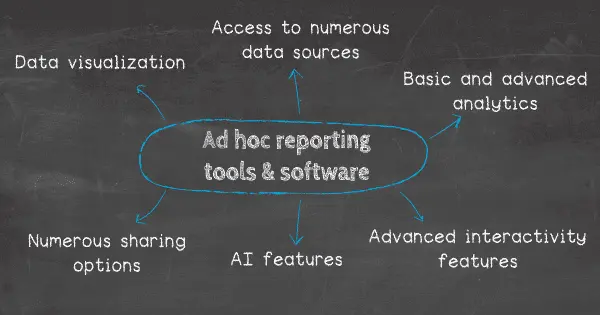 Access to numerous
data sources
Data visualization
Basic and advanced
analytics
Ad hoc reporting
tools & software
Numerous sharing
options
AI features
Advanced interactivity
features